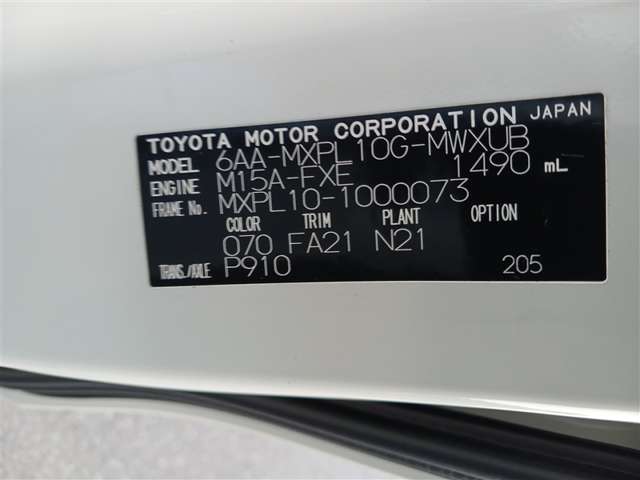 TOYOTA MOTOR CORPORATION JAPAN
MODEL 6AA-MXPL10G-MWXUB
ENGINE M15A-FXE 1490 mL
FRAME No. MXPL10-1000073
COLOR TRIM PLANT OPTION
070 FA21 N21
TRANS./AXLE P910 205